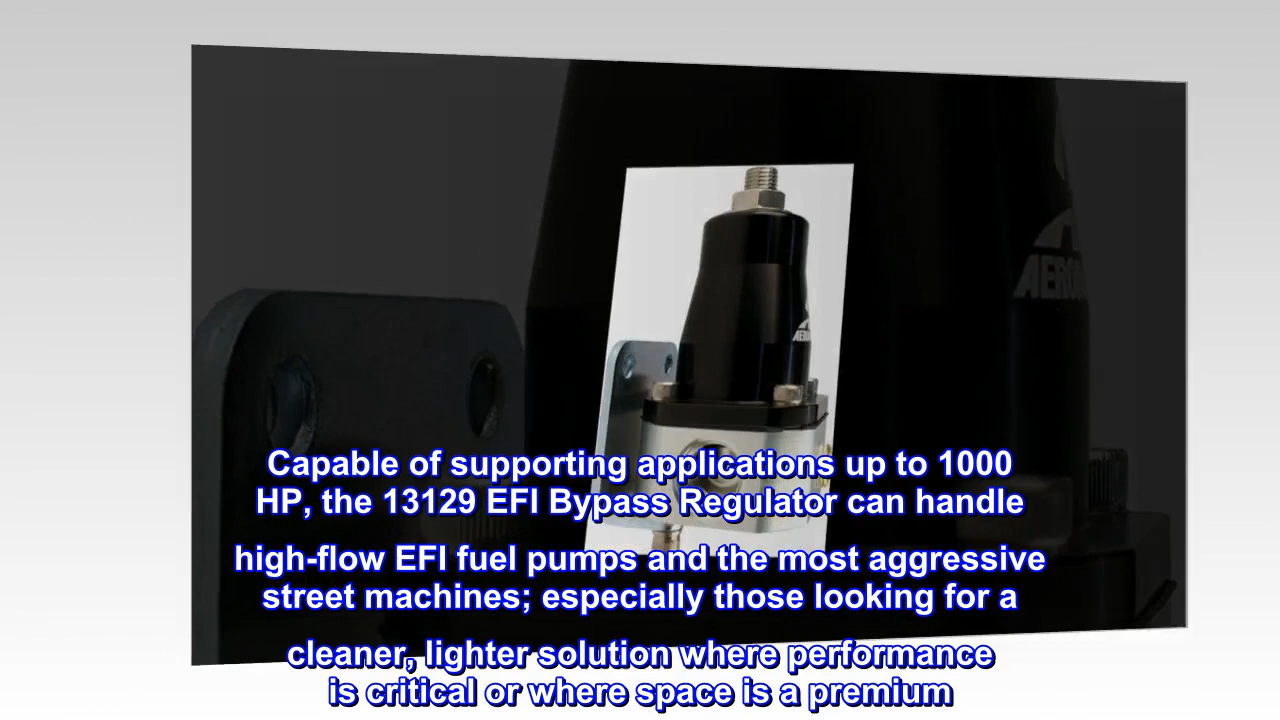 AERO
AERO
Capable of supporting applications up to 1000
HP, the 13129 EFI Bypass Regulator can handle
high-flow EFI fuel pumps and the most aggressive
street machines; especially those looking for a
cleaner, lighter solution where performance
is critical or where space is a premium